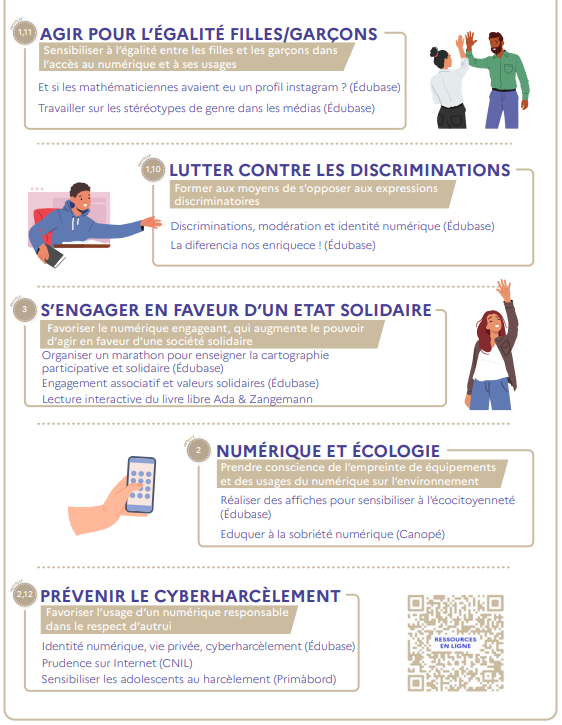 1,11
AGIR POUR L'ÉGALITÉ FILLES/GARÇONS
Sensibiliser à l'égalité entre les filles et les garçons dans
l'accès au numérique et à ses usages
Et si les mathématiciennes avaient eu un profil instagram ? (Édubase)
Travailler sur les stéréotypes de genre dans les médias (Édubase)
1,10
LUTTER CONTRE LES DISCRIMINATIONS
Former aux moyens de s'opposer aux expressions
discriminatoires
Discriminations, modération et identité numérique (Édubase)
La diferencia nos enriquece ! (Édubase)
3
S'ENGAGER EN FAVEUR D'UN ETAT SOLIDAIRE
Favoriser le numérique engageant, qui augmente le pouvoir
d'agir en faveur d'une société solidaire
Organiser un marathon pour enseigner la cartographie
participative et solidaire (Édubase)
Engagement associatif et valeurs solidaires (Édubase)
Lecture interactive du livre libre Ada & Zangemann
2
NUMÉRIQUE ET ÉCOLOGIE
Prendre conscience de l'empreinte de équipements
et des usages du numérique sur l'environnement
Réaliser des affiches pour sensibiliser à l'écocitoyenneté
(Édubase)
Eduquer à la sobriété numérique (Canopé)
2,12
PRÉVENIR LE CYBERHARCÈLEMENT
Favoriser l'usage d'un numérique responsable
dans le respect d'autrui
Identité numérique, vie privée, cyberharcèlement (Édubase)
Prudence sur Internet (CNIL)
Sensibiliser les adolescents au harcèlement (Primàbord)
RESSOURCES
EN LIGNE